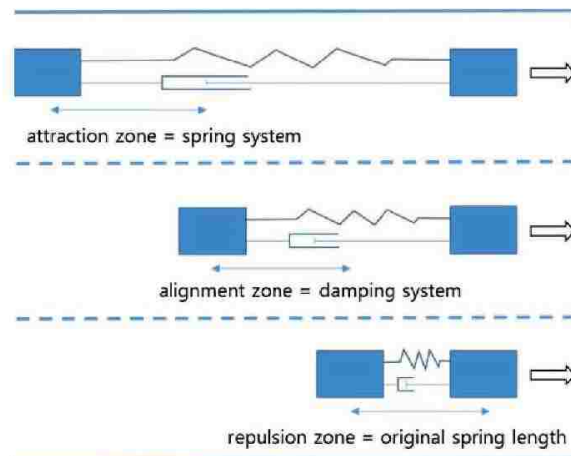 attraction zone = spring system
alignment zone = damping system
repulsion zone = original spring length